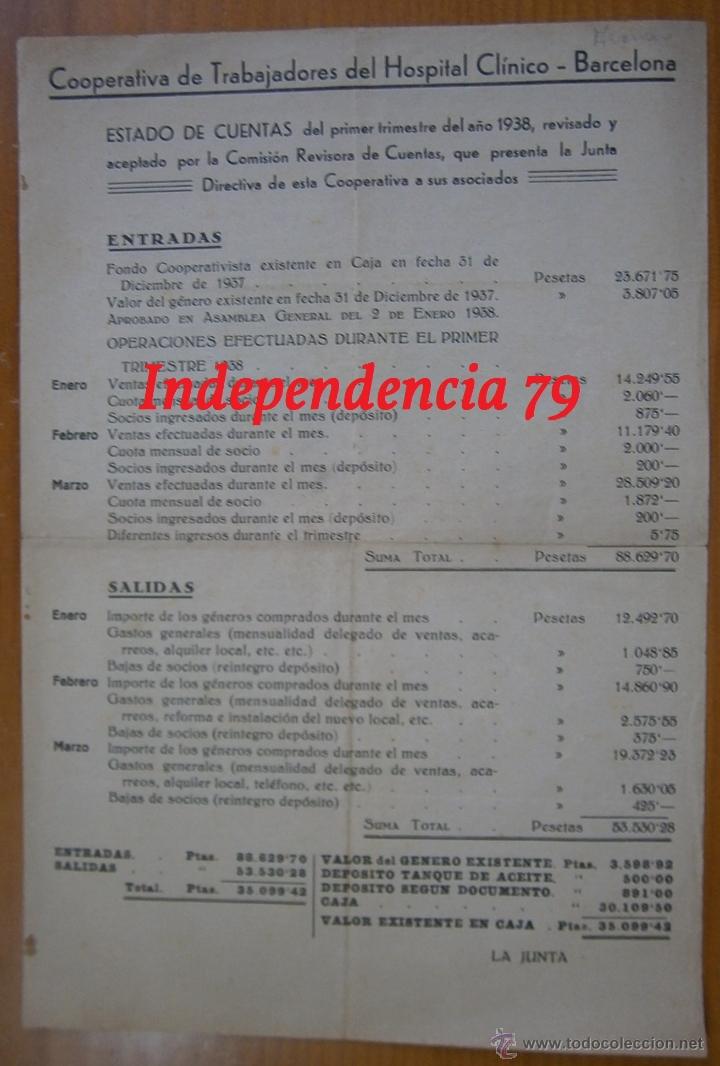 Cooperativa de Trabajadores del Hospital Clínico - Barcelona
ESTADO DE CUENTAS del primer trimestre del año 1938, revisado y
aceptado por la Comisión Revisora de Cuentas, que presenta la Junta
Directiva de esta Cooperativa a sus asociados
ENTRADAS
Fondo Cooperativista existente en Caja en fecha 31 de
Diciembre de 1937 . . . . . . . Pesetas 23.671'75
Valor del género existente en fecha 31 de Diciembre de 1937. » 3.807'05
APROBADO EN ASAMBLEA GENERAL DEL 2 DE ENERO 1938.
OPERACIONES EFECTUADAS DURANTE EL PRIMER
TRIMESTRE 1938 . . . . . .
Enero Ventas efectuadas durante el mes . . . . Pesetas 14.249'55
Cuota mensual de socio . . . . . » 2.060'—
Socios ingresados durante el mes (depósito) . . . » 875'—
Febrero Ventas efectuadas durante el mes. . . . . » 11.179'40
Cuota mensual de socio . . . . . » 2.000'—
Socios ingresados durante el mes (depósito) . . . » 200'—
Marzo Ventas efectuadas durante el mes. . . . . » 28.509'20
Cuota mensual de socio . . . . . » 1.872'—
Socios ingresados durante el mes (depósito) . . . » 200'—
Diferentes ingresos durante el trimestre . . . . » 5'75
SUMA TOTAL . . Pesetas 88.629'70
Independencia 79
SALIDAS
Enero Importe de los géneros comprados durante el mes . . Pesetas 12.492'70
Gastos generales (mensualidad delegado de ventas, aca-
rreos, alquiler local, etc. etc.) . . . . . » 1 048'85
Bajas de socios (reintegro depósito) . . . . » 750'—
Febrero Importe de los géneros comprados durante el mes . . » 14.860'90
Gastos generales (mensualidad delegado de ventas, aca-
rreos, reforma e instalación del nuevo local, etc. . . » 2.575'55
Bajas de socios (reintegro depósito) . . . . » 375'—
Marzo Importe de los géneros comprados durante el mes . . » 19.372'23
Gastos generales (mensualidad delegado de ventas, aca-
rreos, alquiler local, teléfono, etc. etc.) . . . . » 1.630'05
Bajas de socios (reintegro depósito) . . . . . » 425'—
SUMA TOTAL . . Pesetas 53.530'28
ENTRADAS. . Ptas. 88.629'70
SALIDAS . . " 53.530'28
Total. Ptas. 35.099'42
VALOR del GENERO EXISTENTE. Ptas. 3.598'92
DEPOSITO TANQUE DE ACEITE. " 500'00
DEPOSITO SEGUN DOCUMENTO. " 891'00
CAJA . . . . . . " 30.109'50
VALOR EXISTENTE EN CAJA . Ptas. 35.099'42
LA JUNTA
© www.todocoleccion.net